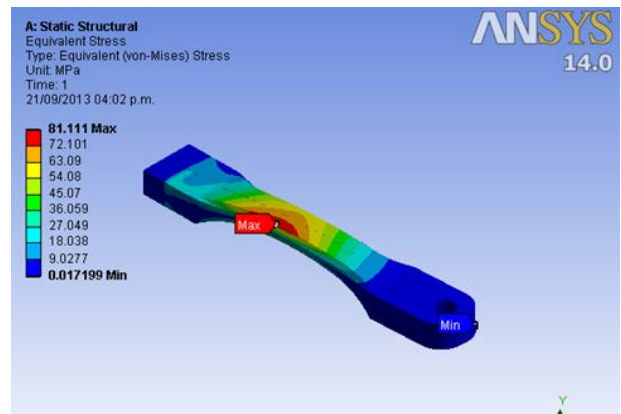 A: Static Structural
Equivalent Stress
Type: Equivalent (von-Mises) Stress
Unit: MPa
Time: 1
21/09/2013 04:02 p.m.
ANSYS
14.0
81.111 Max
72.101
63.09
54.08
45.07
36.059
27.049
18.038
9.0277
0.017199 Min
Max
Min
Y